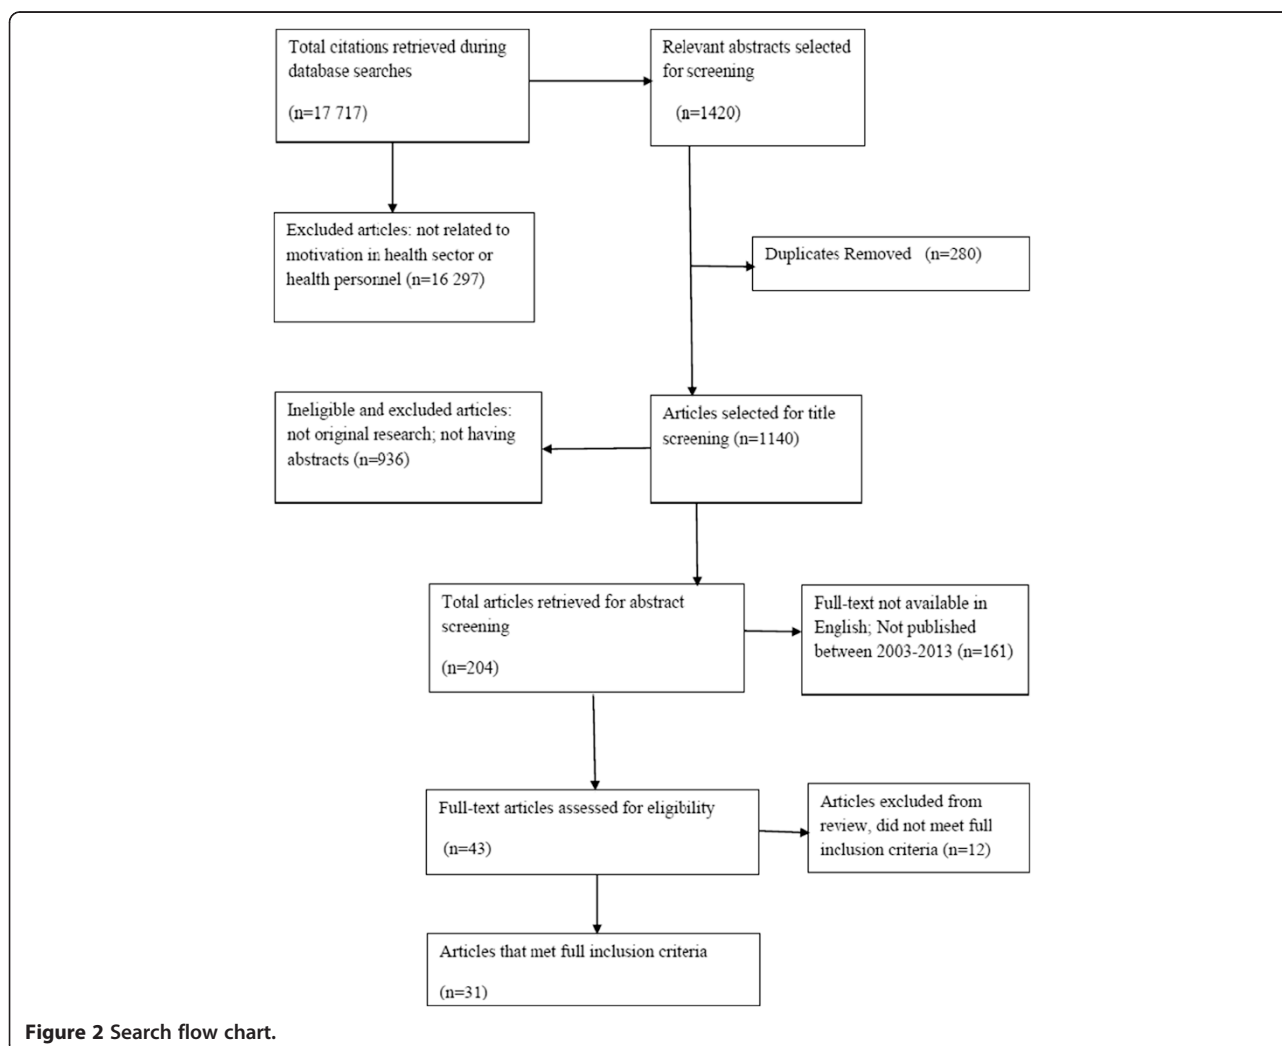 Total citations retrieved during
database searches
(n=17 717)
Relevant abstracts selected
for screening
(n=1420)
Excluded articles: not related to
motivation in health sector or
health personnel (n=16 297)
Duplicates Removed (n=280)
Ineligible and excluded articles:
not original research; not having
abstracts (n=936)
Articles selected for title
screening (n=1140)
Total articles retrieved for abstract
screening
(n=204)
Full-text not available in
English; Not published
between 2003-2013 (n=161)
Full-text articles assessed for eligibility
(n=43)
Articles excluded from
review, did not meet full
inclusion criteria (n=12)
Articles that met full inclusion criteria
(n=31)
Figure 2 Search flow chart.